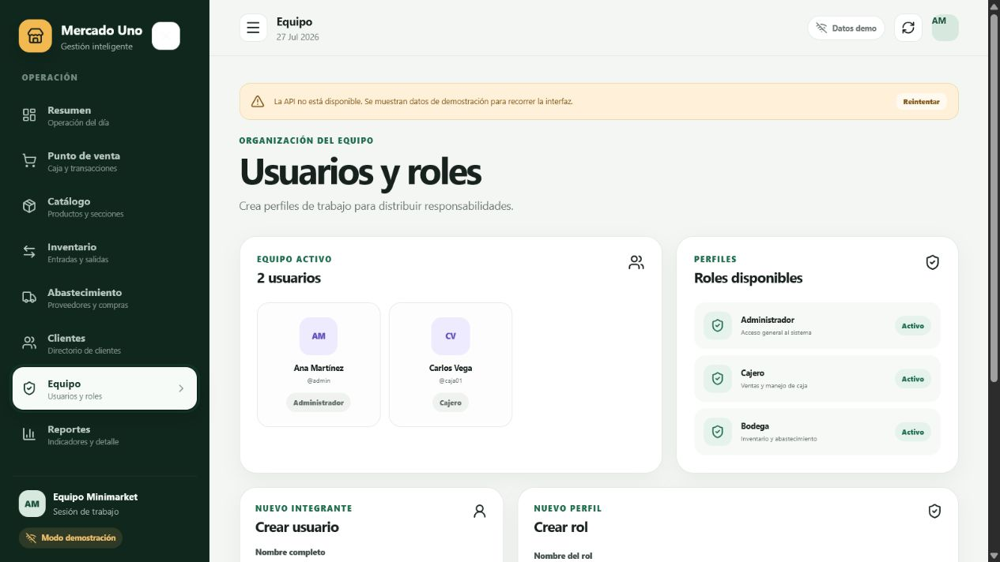 Mercado Uno
Gestión inteligente
OPERACIÓN
Resumen
Operación del día
Punto de venta
Caja y transacciones
Catálogo
Productos y secciones
Inventario
Entradas y salidas
Abastecimiento
Proveedores y compras
Clientes
Directorio de clientes
Equipo
Usuarios y roles
Reportes
Indicadores y detalle
AM
Equipo Minimarket
Sesión de trabajo
Modo demostración
Equipo
27 Jul 2026
Datos demo
AM
La API no está disponible. Se muestran datos de demostración para recorrer la interfaz.
Reintentar
ORGANIZACIÓN DEL EQUIPO
Usuarios y roles
Crea perfiles de trabajo para distribuir responsabilidades.
EQUIPO ACTIVO
2 usuarios
AM
Ana Martínez
@admin
Administrador
CV
Carlos Vega
@caja01
Cajero
PERFILES
Roles disponibles
Administrador
Acceso general al sistema
Activo
Cajero
Ventas y manejo de caja
Activo
Bodega
Inventario y abastecimiento
Activo
NUEVO INTEGRANTE
Crear usuario
Nombre completo
NUEVO PERFIL
Crear rol
Nombre del rol